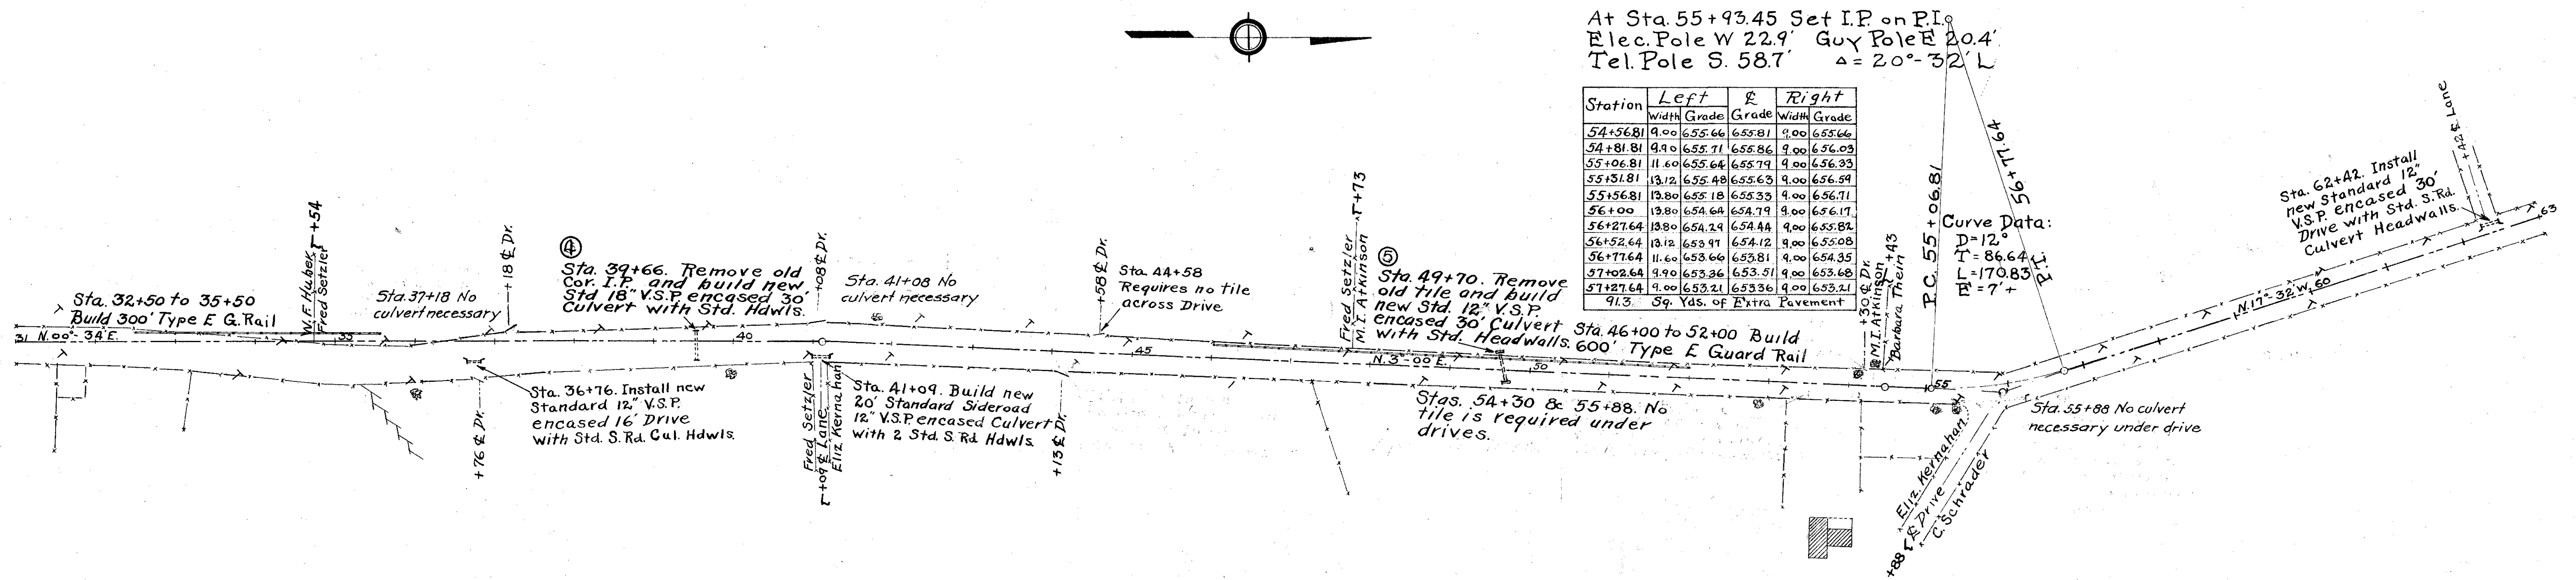 At Sta. 55+93.45 Set I.P. on P.I.
Elec. Pole W 22.9' Guy Pole E 20.4'
Tel. Pole S. 58.7' Δ = 20°-32' L
Station Left ℄ Right
Width Grade Grade Width Grade
54+56.81 9.00 655.66 655.81 9.00 655.66
54+81.81 9.90 655.71 655.86 9.00 656.03
55+06.81 11.60 655.64 655.79 9.00 656.33
55+31.81 13.12 655.48 655.63 9.00 656.59
55+56.81 13.80 655.18 655.33 9.00 656.71
56+00 13.80 654.64 654.79 9.00 656.17
56+27.64 13.80 654.29 654.44 9.00 655.82
56+52.64 13.12 653.97 654.12 9.00 655.08
56+77.64 11.60 653.66 653.81 9.00 654.35
57+02.64 9.90 653.36 653.51 9.00 653.68
57+27.64 9.00 653.21 653.36 9.00 653.21
91.3 Sq. Yds. of Extra Pavement
P.C. 55+06.81
56+77.64
P.T.
Curve Data:
D=12°
T=86.64
L=170.83
E=7'+
+42 ℄ Lane
Sta. 62+42. Install
new Standard 12"
V.S.P. encased 30'
Drive with Std. S. Rd.
Culvert Headwalls.
63
N.17°-32'W.
60
Sta. 32+50 to 35+50
Build 300' Type E G. Rail
31 N. 00°-34' E.
W.F. Huber
Fred Setzler
+54
35
Sta. 37+18 No
culvert necessary
+18 ℄ Dr.
④
Sta. 39+66. Remove old
Cor. I.P. and build new
Std 18" V.S.P. encased 30'
Culvert with Std. Hdwls.
40
+08 ℄ Dr.
Sta. 41+08 No
culvert necessary
+58 ℄ Dr.
Sta. 44+58
Requires no tile
across Drive
45
Fred Setzler
M.I. Atkinson
+73
⑤
Sta. 49+70. Remove
old tile and build
new Std. 12" V.S.P.
encased 30' Culvert
with Std. Headwalls.
Sta. 46+00 to 52+00 Build
600' Type E Guard Rail
N. 3°-00' E.
50
+30 ℄ Dr.
M.I. Atkinson
Barbara Thein
+43
55
Sta. 36+76. Install new
Standard 12" V.S.P.
encased 16' Drive
with Std. S. Rd. Cul. Hdwls.
+76 ℄ Dr.
Fred Setzler
+09 ℄ Lane
Eliz Kernahan
Sta. 41+09. Build new
20' Standard Sideroad
12" V.S.P. encased Culvert
with 2 Std. S. Rd. Hdwls.
+13 ℄ Dr.
Stas. 54+30 & 55+88. No
tile is required under
drives.
Sta. 55+88 No culvert
necessary under drive
Eliz. Kernahan
+88 ℄ Drive
C. Schrader